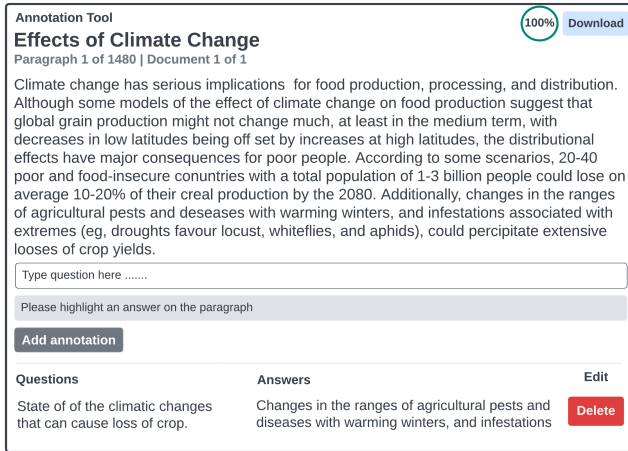 Annotation Tool
100%
Download
Effects of Climate Change
Paragraph 1 of 1480 | Document 1 of 1
Climate change has serious implications  for food production, processing, and distribution.
Although some models of the effect of climate change on food production suggest that
global grain production might not change much, at least in the medium term, with
decreases in low latitudes being off set by increases at high latitudes, the distributional
effects have major consequences for poor people. According to some scenarios, 20-40
poor and food-insecure conuntries with a total population of 1-3 billion people could lose on
average 10-20% of their creal production by the 2080. Additionally, changes in the ranges
of agricultural pests and deseases with warming winters, and infestations associated with
extremes (eg, droughts favour locust, whiteflies, and aphids), could percipitate extensive
looses of crop yields.
Type question here .......
Please highlight an answer on the paragraph
Add annotation
Questions
Answers
Edit
State of of the climatic changes
that can cause loss of crop.
Changes in the ranges of agricultural pests and
diseases with warming winters, and infestations
Delete